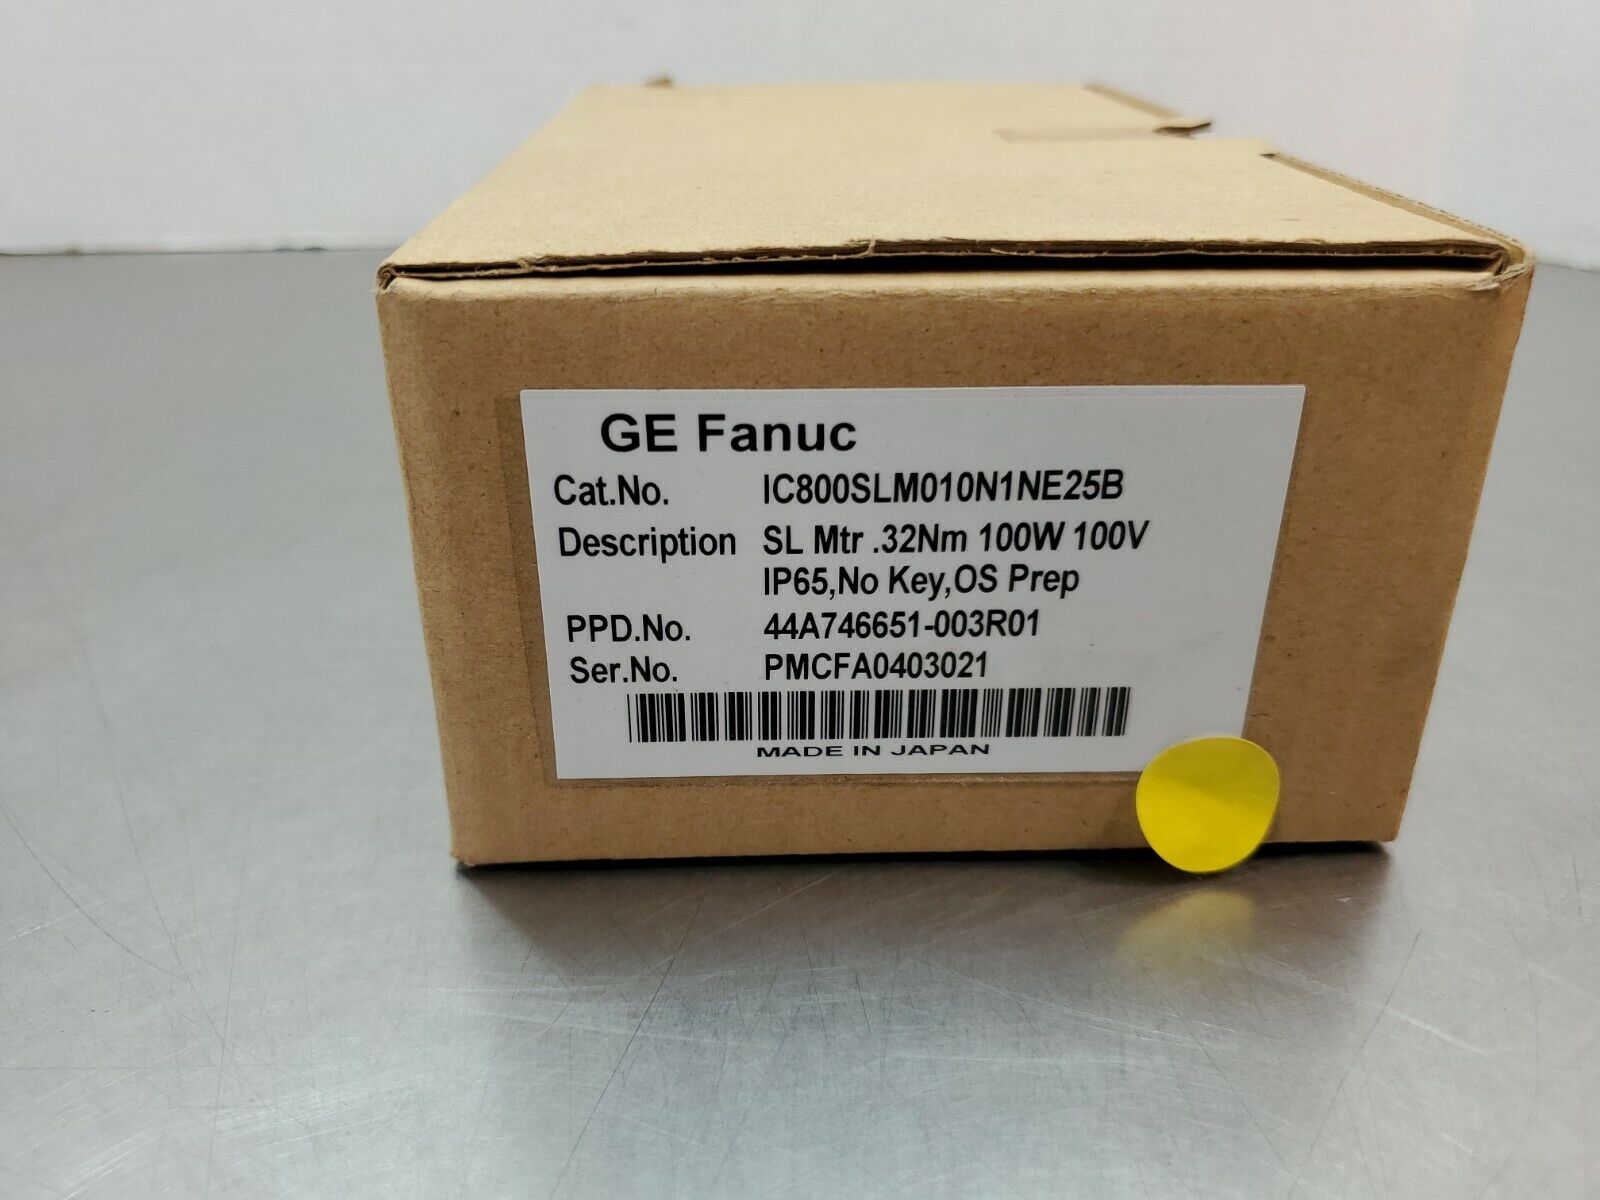 GE Fanuc
Cat.No. IC800SLM010N1NE25B
Description SL Mtr .32Nm 100W 100V
IP65,No Key,OS Prep
PPD.No. 44A746651-003R01
Ser.No. PMCFA0403021
MADE IN JAPAN